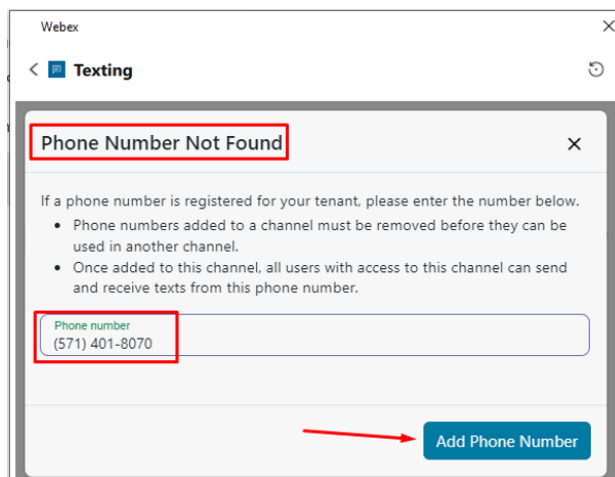 Webex
Texting
Phone Number Not Found
If a phone number is registered for your tenant, please enter the number below.
Phone numbers added to a channel must be removed before they can be
used in another channel.
Once added to this channel, all users with access to this channel can send
and receive texts from this phone number.
Phone number
(571) 401-8070
Add Phone Number